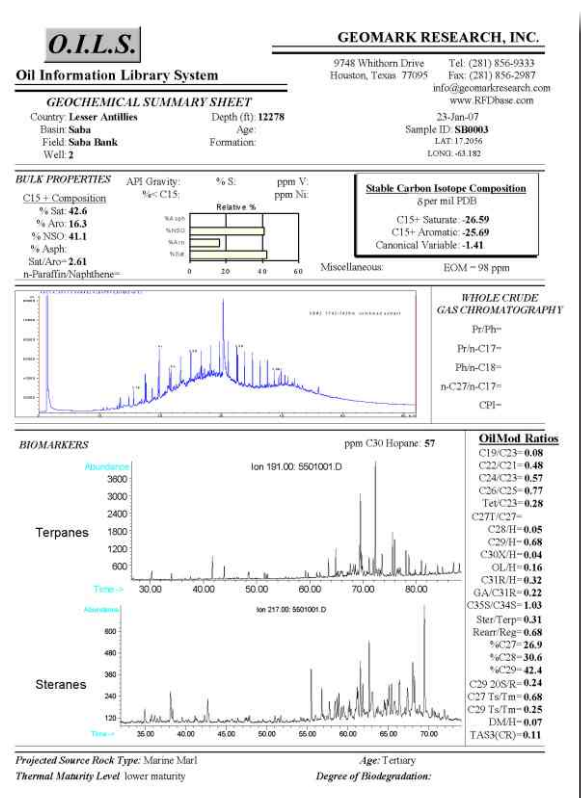 O.I.L.S.
Oil Information Library System
GEOMARK RESEARCH, INC.
9748 Whithorn Drive
Houston, Texas 77095
Tel: (281) 856-9333
Fax: (281) 856-2987
info@geomarkresearch.com
www.RFDbase.com
GEOCHEMICAL SUMMARY SHEET
Country: Lesser Antillies
Depth (ft): 12278
Basin: Saba
Age:
Field: Saba Bank
Formation:
Well: 2
23-Jan-07
Sample ID: SB0003
LAT: 17.2056
LONG: -63.182
BULK PROPERTIES
API Gravity:
% S:
ppm V:
%< C15:
ppm Ni:
C15 + Composition
% Sat: 42.6
% Aro: 16.3
% NSO: 41.1
% Asph:
Sat/Aro= 2.61
n-Paraffin/Naphthene=
Relative %
%Asph
%NSO
%Aro
%Sat
0 20 40 60
Stable Carbon Isotope Composition
δper mil PDB
C15+ Saturate: -26.59
C15+ Aromatic: -25.69
Canonical Variable: -1.41
Miscellaneous:
EOM = 98 ppm
WHOLE CRUDE
GAS CHROMATOGRAPHY
Pr/Ph=
Pr/n-C17=
Ph/n-C18=
n-C27/n-C17=
CPI=
BIOMARKERS
ppm C30 Hopane: 57
Terpanes
Abundance
Ion 191.00: 5501001.D
3600
3000
2400
1800
1200
600
30.00 40.00 50.00 60.00 70.00 80.00
Time-->
Steranes
Abundance
Ion 217.00: 5501001.D
600
480
360
240
120
35.00 40.00 45.00 50.00 55.00 60.00 65.00 70.00
Time-->
OilMod Ratios
C19/C23= 0.08
C22/C21= 0.48
C24/C23= 0.57
C26/C25= 0.77
Tet/C23= 0.28
C27T/C27=
C28/H= 0.05
C29/H= 0.68
C30X/H= 0.04
OL/H= 0.16
C31R/H= 0.32
GA/C31R= 0.22
C35S/C34S= 1.03
Ster/Terp= 0.31
Rearr/Reg= 0.68
%C27= 26.9
%C28= 30.6
%C29= 42.4
C29 20S/R= 0.24
C27 Ts/Tm= 0.68
C29 Ts/Tm= 0.25
DM/H= 0.07
TAS3(CR)= 0.11
Projected Source Rock Type: Marine Marl
Age: Tertiary
Thermal Maturity Level lower maturity
Degree of Biodegradation: